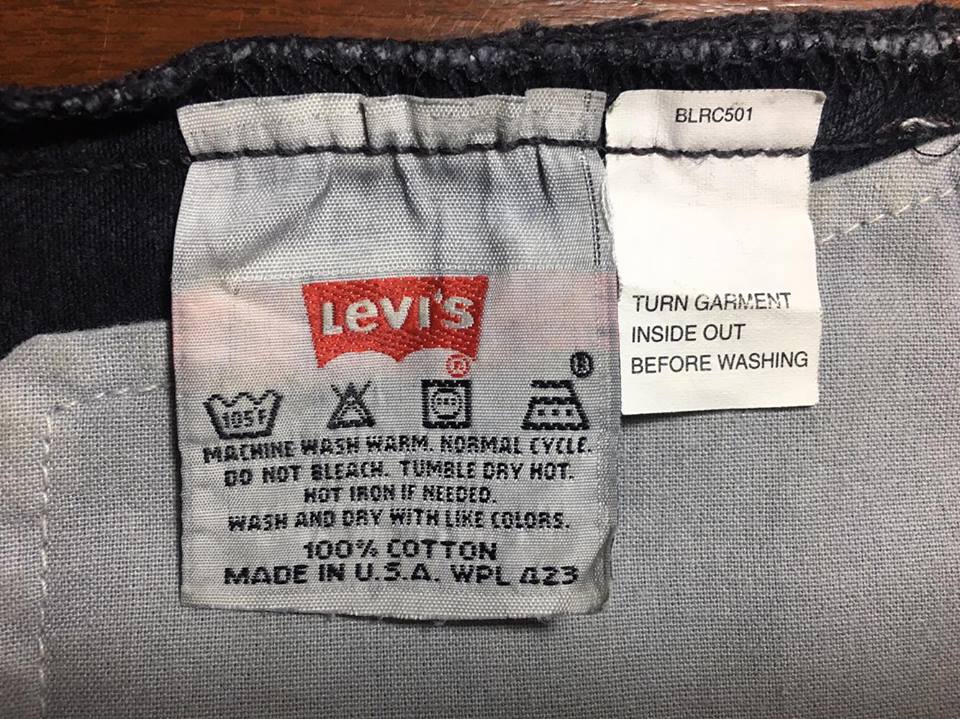 BLRC501
TURN GARMENT
INSIDE OUT
BEFORE WASHING
Levi's
®
105F
MACHINE WASH WARM. NORMAL CYCLE.
DO NOT BLEACH. TUMBLE DRY HOT.
HOT IRON IF NEEDED.
WASH AND DRY WITH LIKE COLORS.
100% COTTON
MADE IN U.S.A. WPL 423